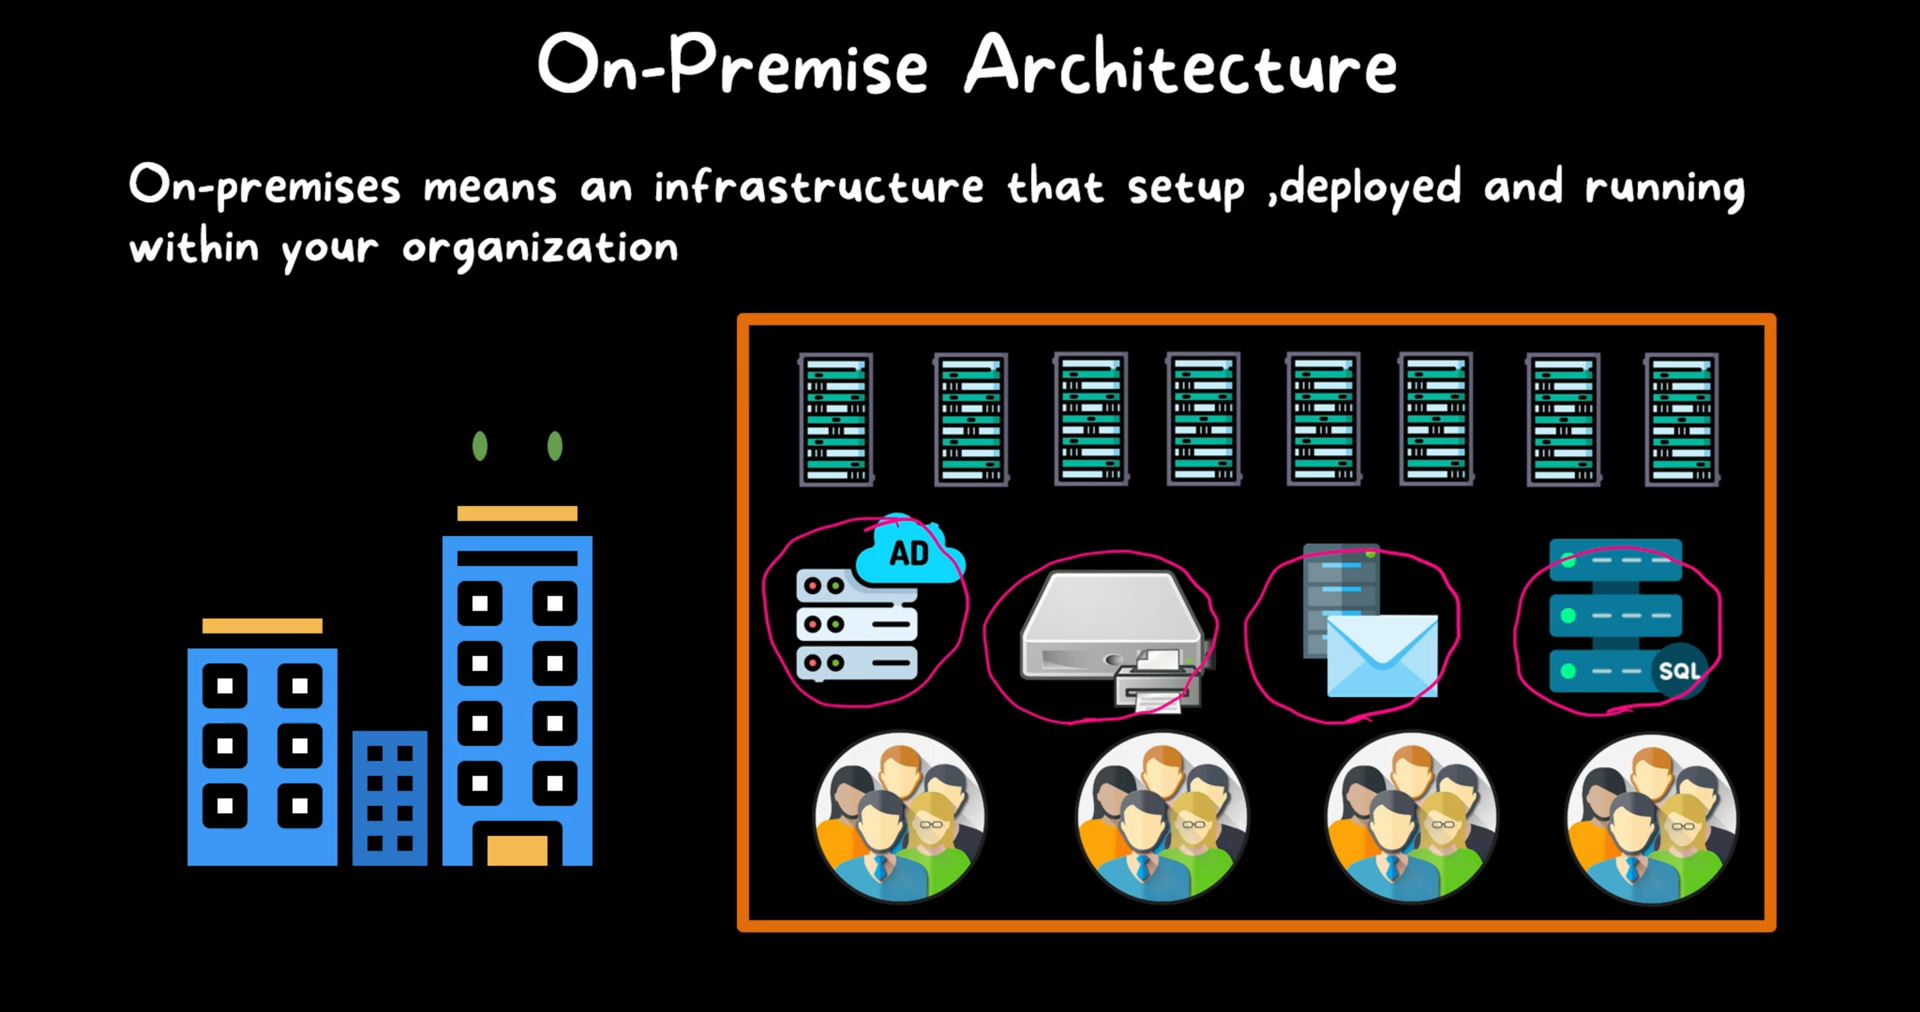 On-Premise Architecture
On-premises means an infrastructure that setup ,deployed and running
within your organization
AD
SQL